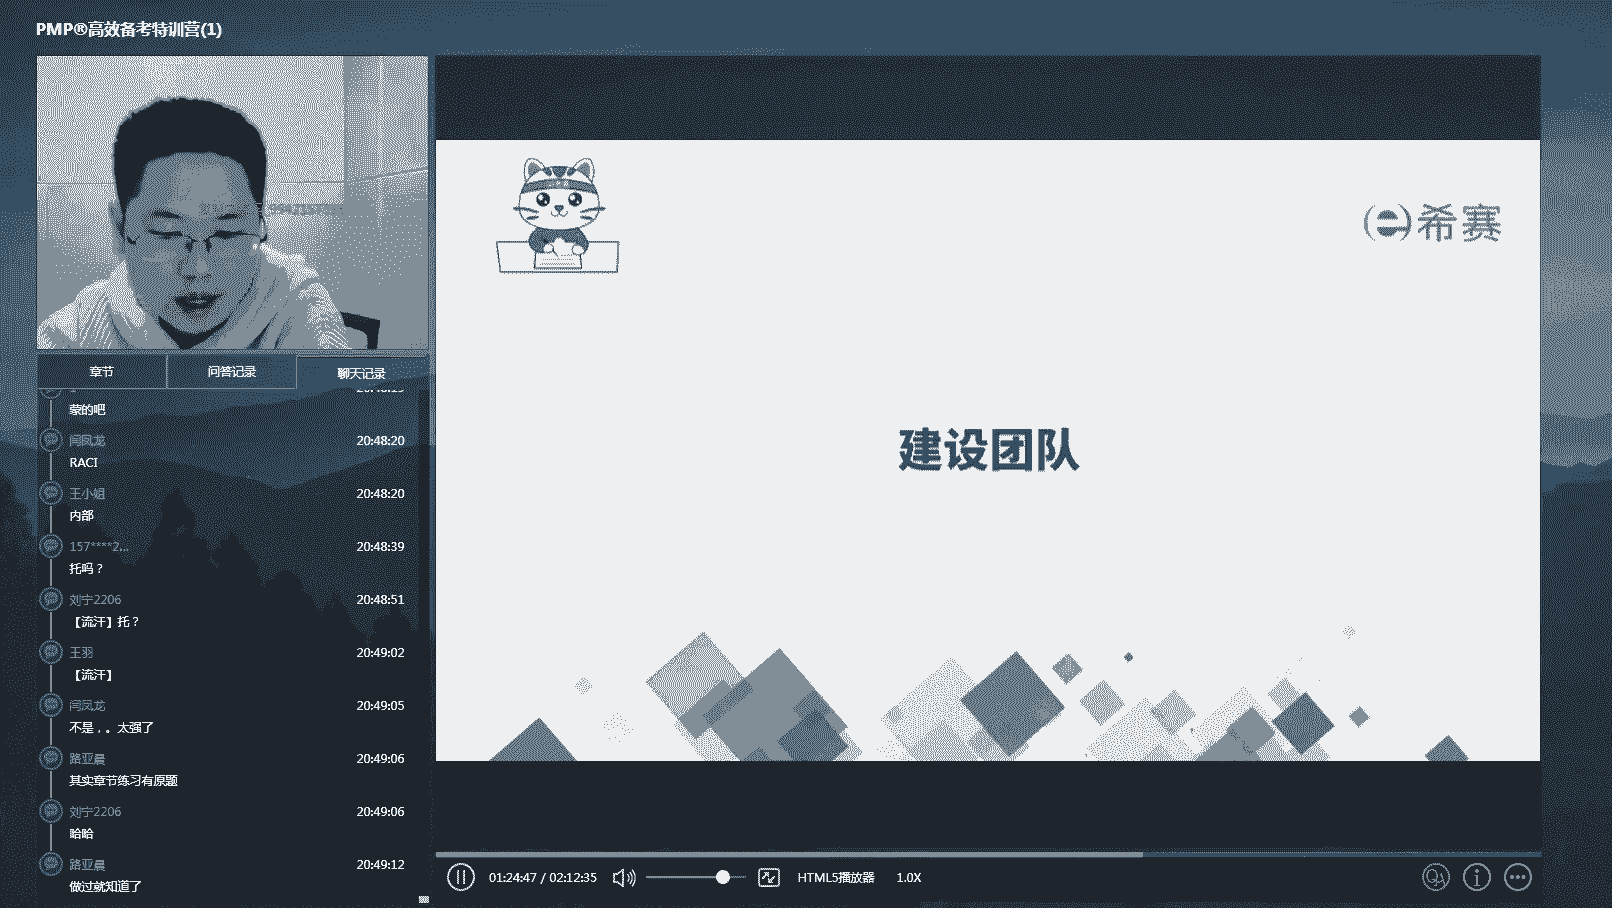 PMP®高效备考特训营(1)
希赛
建设团队
章节
问答记录
聊天记录
蒙的吧
闫凤龙
20:48:20
RACI
王小姐
20:48:20
内部
157****2...
20:48:39
托吗？
刘宁2206
20:48:51
【流汗】托？
王羽
20:49:02
【流汗】
闫凤龙
20:49:05
不是，。太强了
路亚晨
20:49:06
其实章节练习有原题
刘宁2206
20:49:06
哈哈
路亚晨
20:49:12
做过就知道了
01:24:47 / 02:12:35
HTML5播放器
1.0X